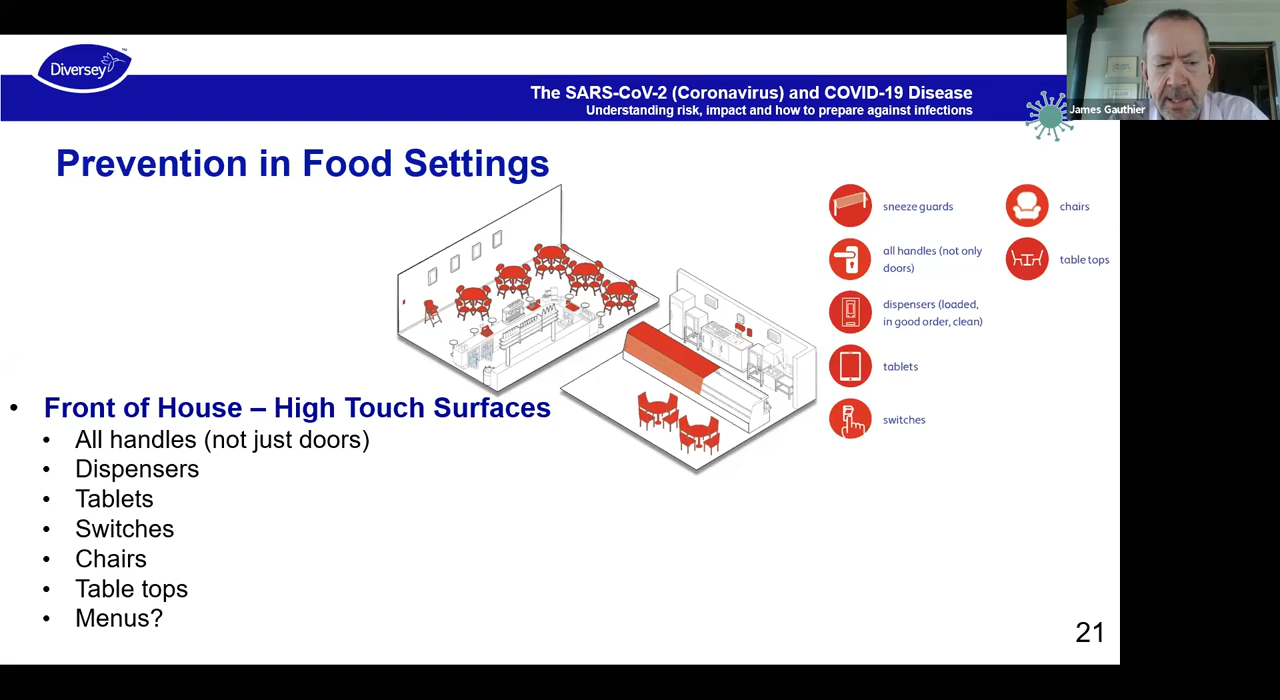 Diversey
The SARS-CoV-2 (Coronavirus) and COVID-19 Disease
Understanding risk, impact and how to prepare against infections
James Gauthier
Prevention in Food Settings
sneeze guards
chairs
all handles (not only
doors)
table tops
dispensers (loaded,
in good order, clean)
tablets
switches
• Front of House – High Touch Surfaces
• All handles (not just doors)
• Dispensers
• Tablets
• Switches
• Chairs
• Table tops
• Menus?
21